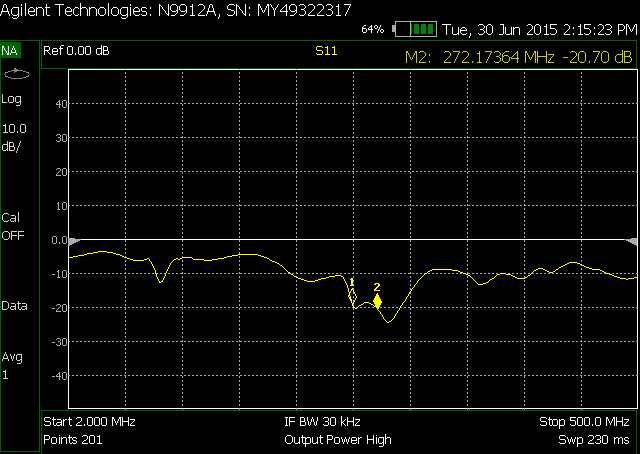 Agilent Technologies: N9912A, SN: MY49322317
64% Tue, 30 Jun 2015 2:15:23 PM
NA Ref 0.00 dB S11 M2: 272.17364 MHz -20.70 dB
Log
10.0
dB/
Cal
OFF
Data
Avg
1
40
30
20
10
0.0
-10
-20
-30
-40
1
2
Start 2.000 MHz IF BW 30 kHz Stop 500.0 MHz
Points 201 Output Power High Swp 230 ms